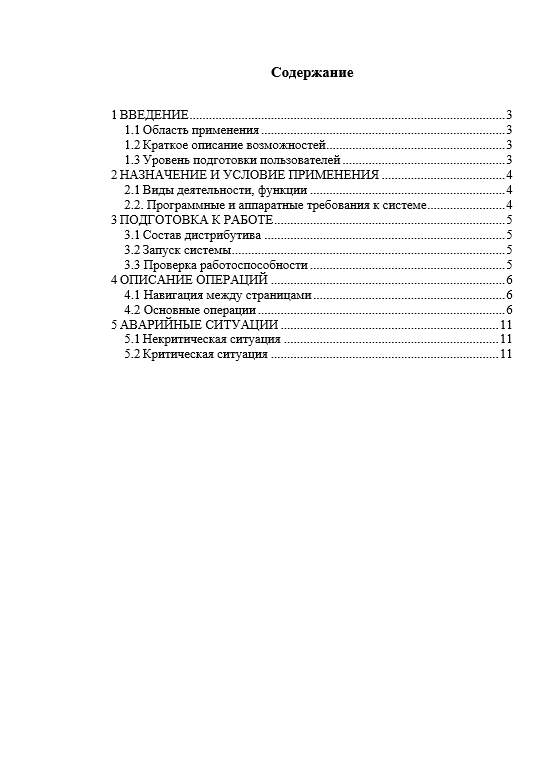 Содержание
1 ВВЕДЕНИЕ 3
1.1 Область применения 3
1.2 Краткое описание возможностей 3
1.3 Уровень подготовки пользователей 3
2 НАЗНАЧЕНИЕ И УСЛОВИЕ ПРИМЕНЕНИЯ 4
2.1 Виды деятельности, функции 4
2.2. Программные и аппаратные требования к системе 4
3 ПОДГОТОВКА К РАБОТЕ 5
3.1 Состав дистрибутива 5
3.2 Запуск системы 5
3.3 Проверка работоспособности 5
4 ОПИСАНИЕ ОПЕРАЦИЙ 6
4.1 Навигация между страницами 6
4.2 Основные операции 6
5 АВАРИЙНЫЕ СИТУАЦИИ 11
5.1 Некритическая ситуация 11
5.2 Критическая ситуация 11